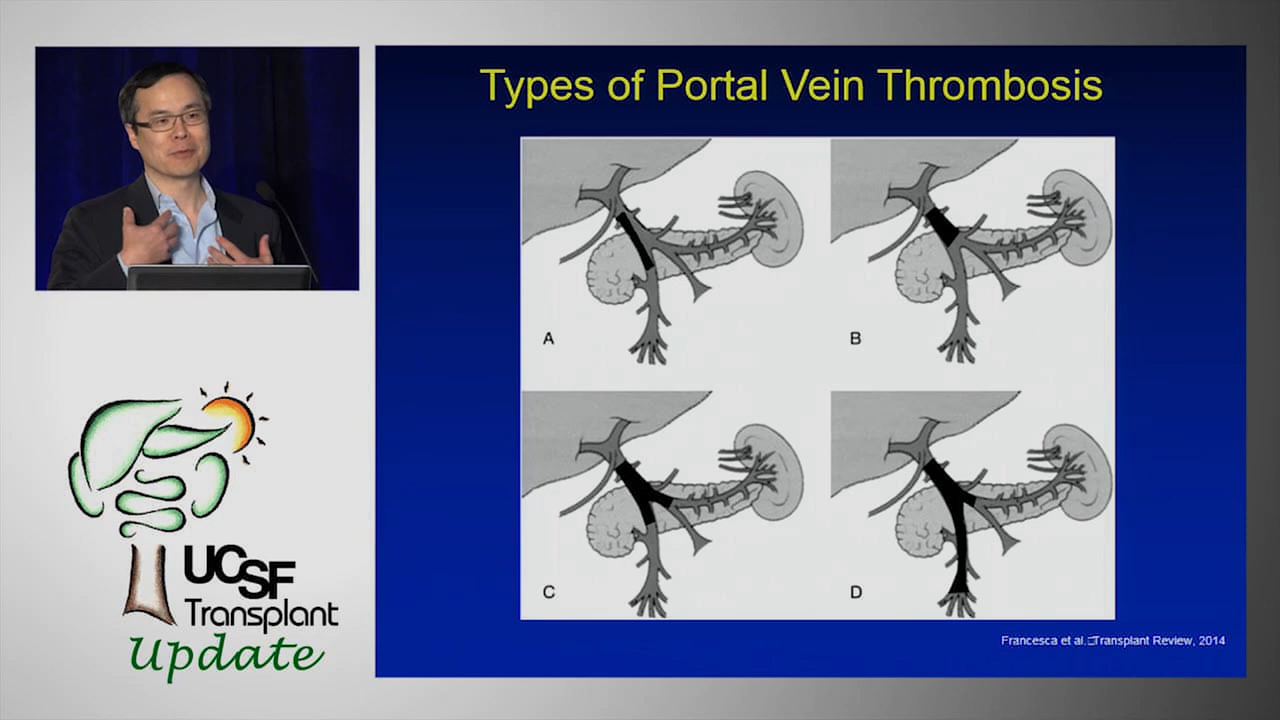 Types of Portal Vein Thrombosis
A
B
C
D
Francesca et al.□Transplant Review, 2014
UCSF
Transplant
Update